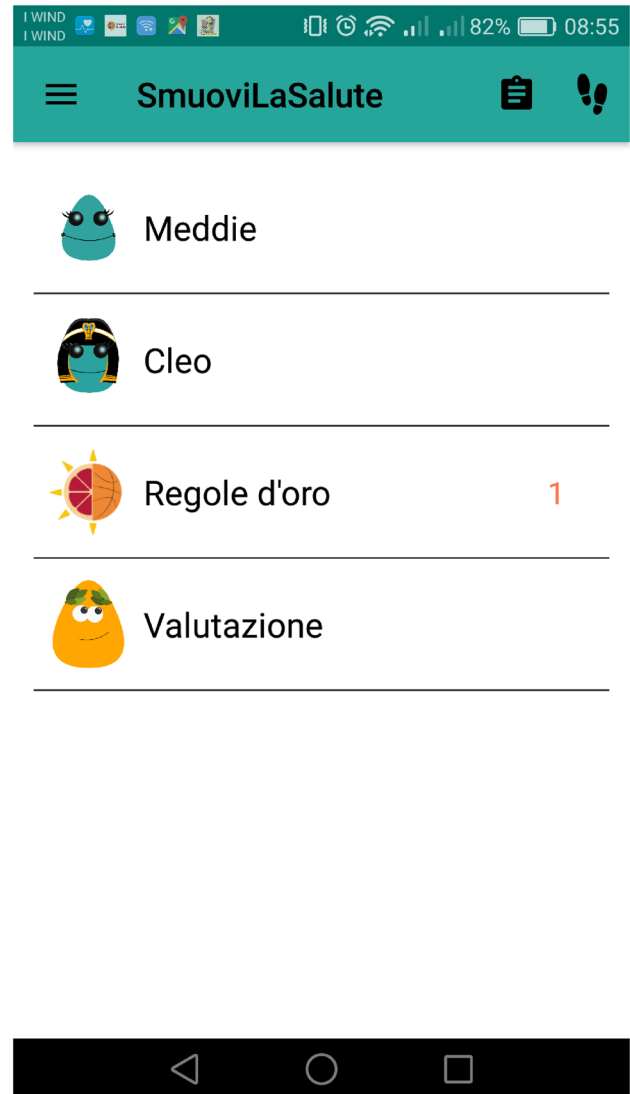 I WIND
I WIND
82% 08:55
SmuoviLaSalute
Meddie
Cleo
Regole d'oro 1
Valutazione